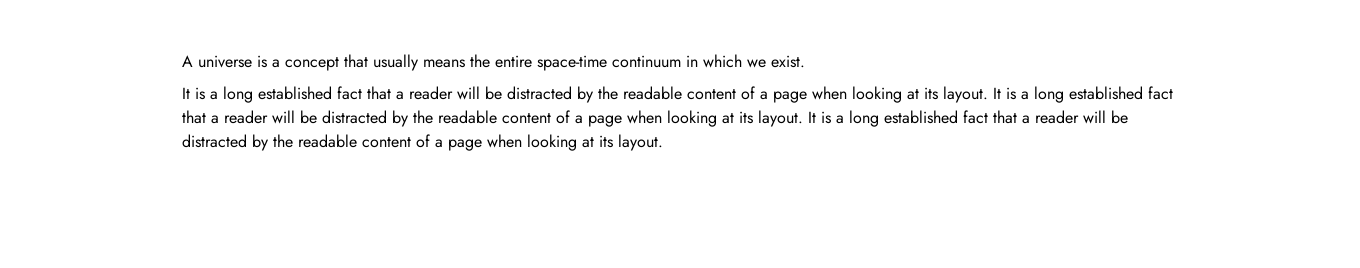 A universe is a concept that usually means the entire space-time continuum in which we exist.
It is a long established fact that a reader will be distracted by the readable content of a page when looking at its layout. It is a long established fact
that a reader will be distracted by the readable content of a page when looking at its layout. It is a long established fact that a reader will be
distracted by the readable content of a page when looking at its layout.